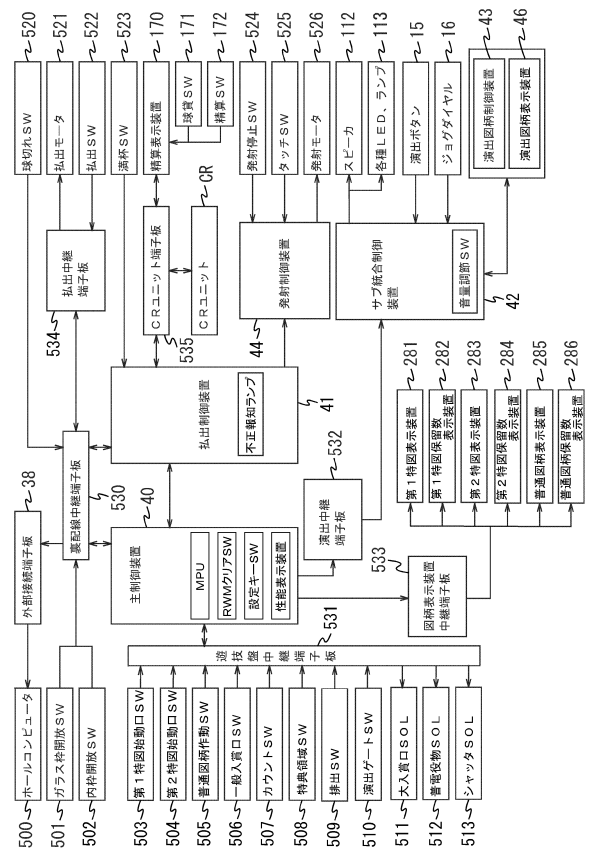 500
ホールコンピュータ
501
ガラス枠開放SW
502
内枠開放SW
503
第1特図始動口SW
504
第2特図始動口SW
505
普通図柄作動SW
506
一般入賞口SW
507
カウントSW
508
特典領域SW
509
排出SW
510
演出ゲートSW
511
大入賞口SOL
512
普電役物SOL
513
シャッタSOL
外部接続端子板
38
裏配線中継端子板
530
主制御装置
40
MPU
RWMクリアSW
設定キーSW
性能表示装置
遊技盤中継端子板
531
演出中継
端子板
532
図柄表示装置
中継端子板
533
払出中継
端子板
534
払出制御装置
41
不正報知ランプ
CRユニット端子板
535
CRユニット
CR
発射制御装置
44
サブ統合制御
装置
音量調節SW
42
球切れSW
520
払出モータ
521
払出SW
522
満杯SW
523
精算表示装置
170
球貸SW
171
精算SW
172
発射停止SW
524
タッチSW
525
発射モータ
526
スピーカ
112
各種LED、ランプ
113
演出ボタン
15
ジョグダイヤル
16
演出図柄制御装置
43
演出図柄表示装置
46
第1特図表示装置
281
第1特図保留数
表示装置
282
第2特図表示装置
283
第2特図保留数
表示装置
284
普通図柄表示装置
285
普通図柄保留数
表示装置
286